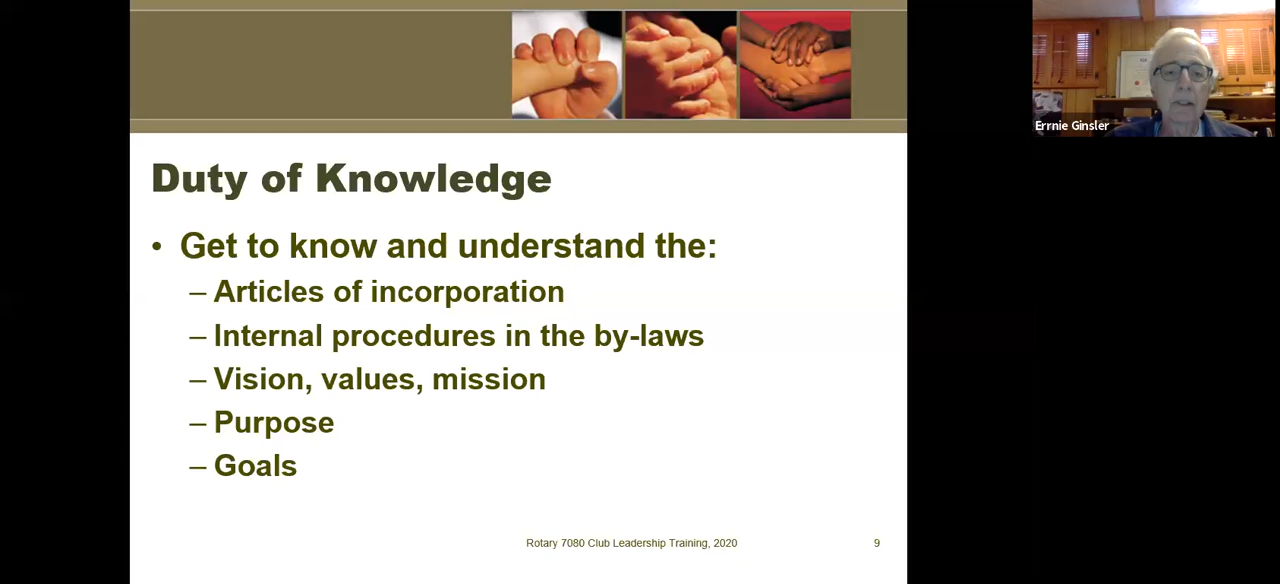 Errnie Ginsler
Duty of Knowledge
• Get to know and understand the:
– Articles of incorporation
– Internal procedures in the by-laws
– Vision, values, mission
– Purpose
– Goals
Rotary 7080 Club Leadership Training, 2020
9